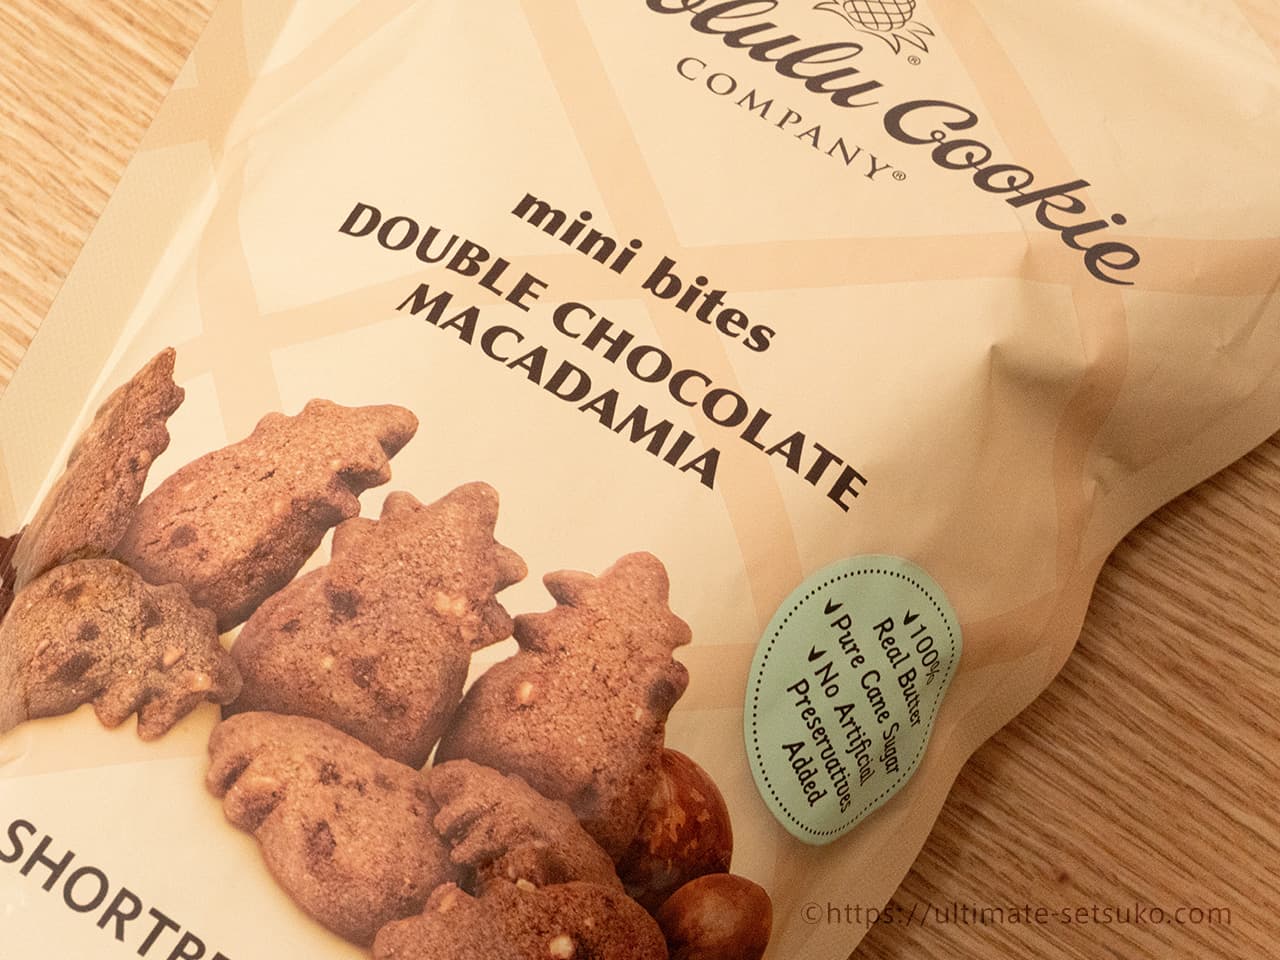 olulu Cookie
®
COMPANY®
mini bites
DOUBLE CHOCOLATE
MACADAMIA
✓100%
Real Butter
✓Pure Cane Sugar
✓No Artificial
Preservatives
Added
SHORTBR
©https://ultimate-setsuko.com